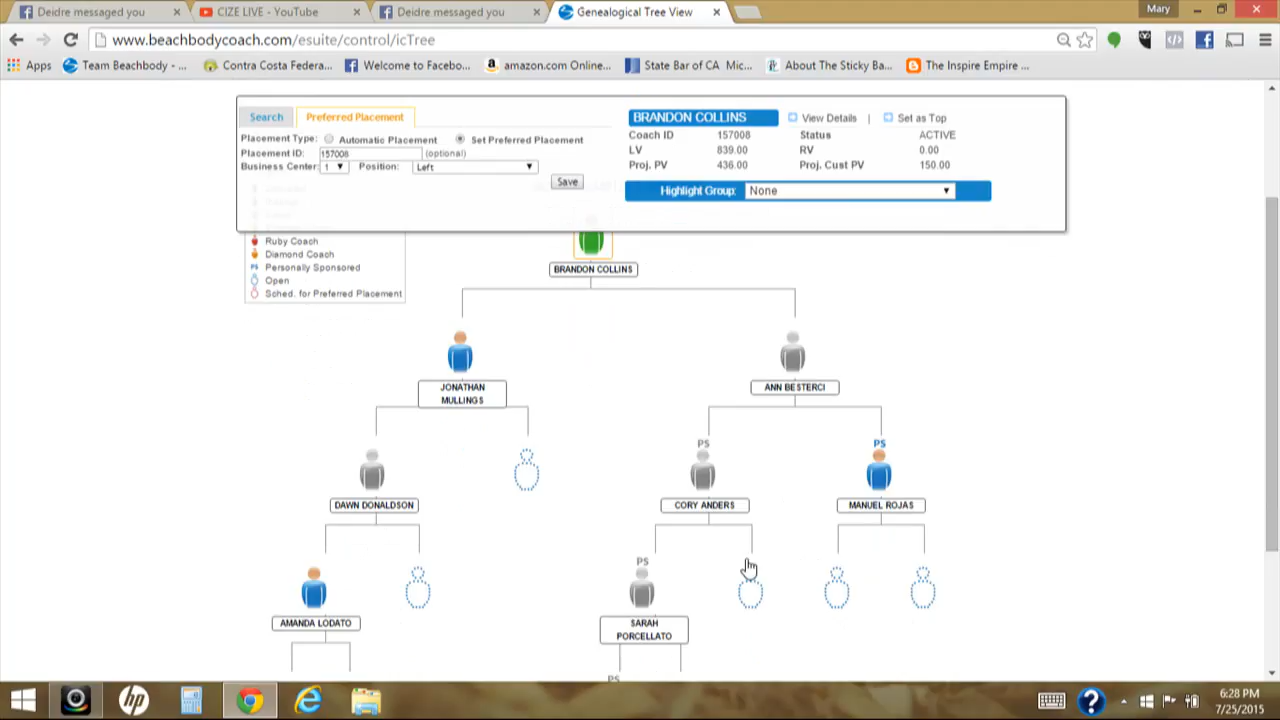 Deidre messaged you
CIZE LIVE - YouTube
Deidre messaged you
Genealogical Tree View
Mary
www.beachbodycoach.com/esuite/control/icTree
Apps
Team Beachbody - ...
Contra Costa Federa...
Welcome to Facebo...
amazon.com Online...
State Bar of CA Mic...
About The Sticky Ba...
The Inspire Empire ...
Search
Preferred Placement
Placement Type: Automatic Placement Set Preferred Placement
Placement ID: 157008 (optional)
Business Center: 1 Position: Left
Save
BRANDON COLLINS View Details | Set as Top
Coach ID 157008 Status ACTIVE
LV 839.00 RV 0.00
Proj. PV 436.00 Proj. Cust PV 150.00
Highlight Group: None
Ruby Coach
Diamond Coach
PS Personally Sponsored
Open
Sched. for Preferred Placement
BRANDON COLLINS
JONATHAN
MULLINGS
ANN BESTERCI
PS
PS
DAWN DONALDSON
CORY ANDERS
MANUEL ROJAS
PS
AMANDA LODATO
SARAH
PORCELLATO
PS
6:28 PM
7/25/2015